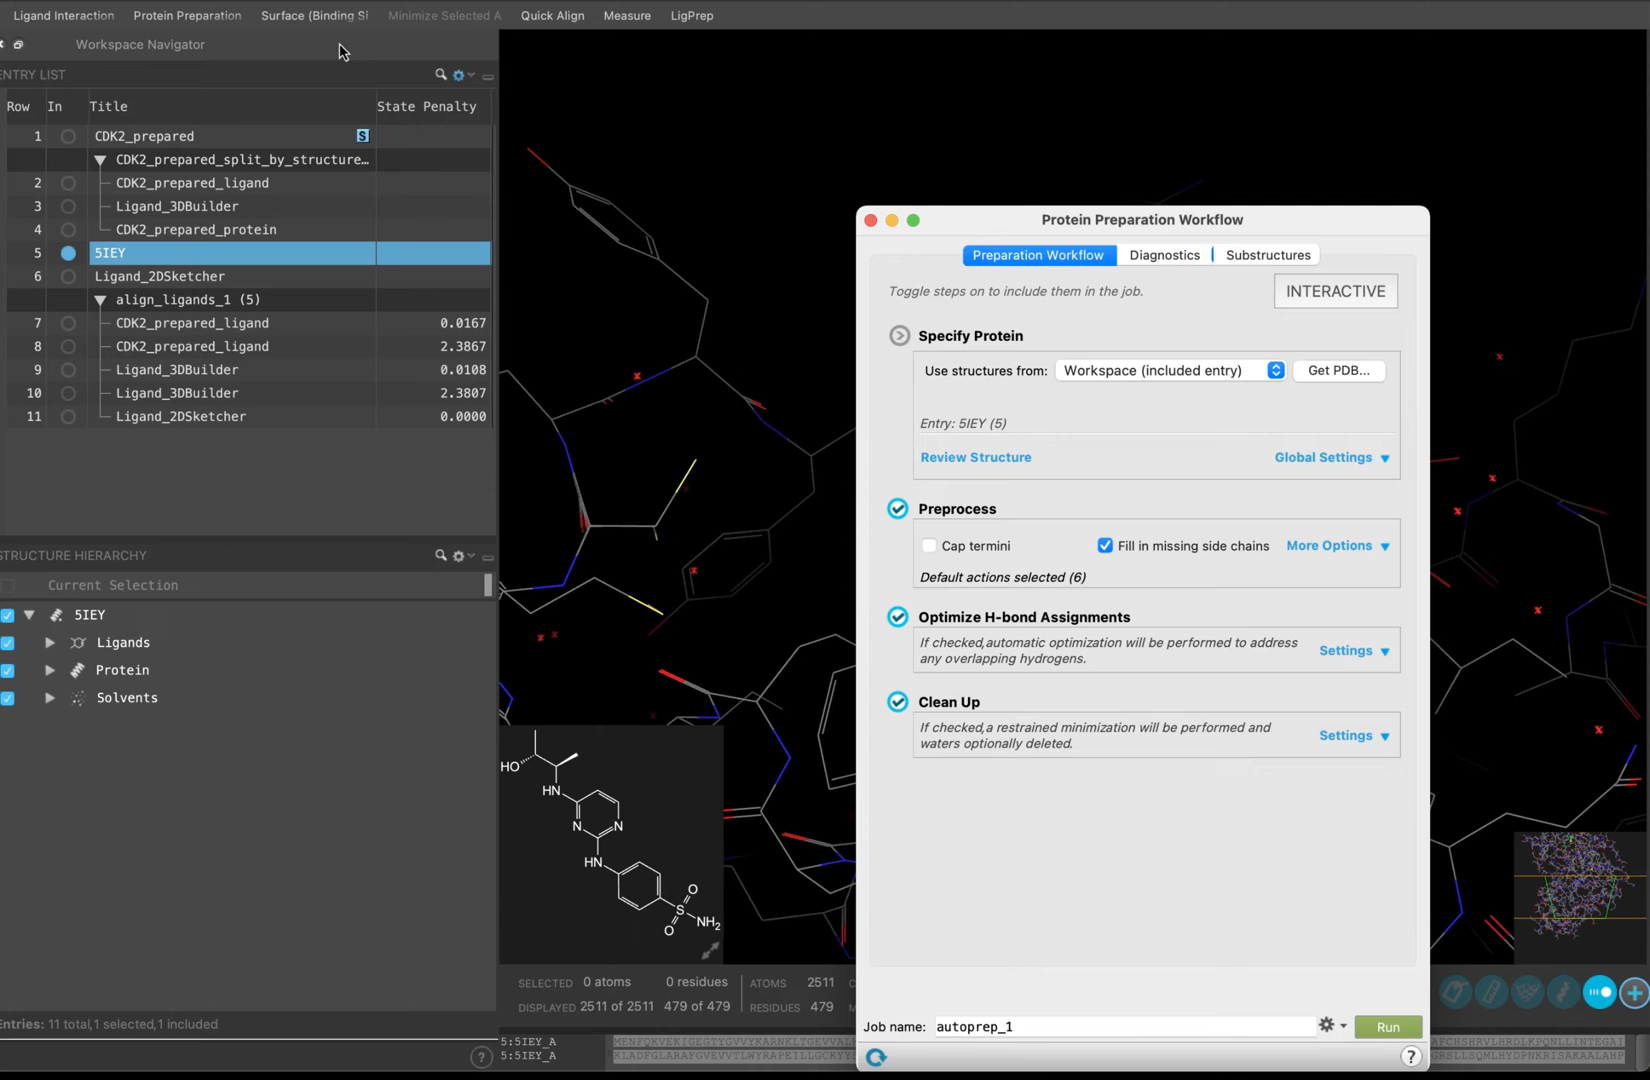 Ligand Interaction Protein Preparation Surface (Binding Si Minimize Selected A Quick Align Measure LigPrep
Workspace Navigator
ENTRY LIST
Row In Title State Penalty
1 CDK2_prepared S
CDK2_prepared_split_by_structure…
2 CDK2_prepared_ligand
3 Ligand_3DBuilder
4 CDK2_prepared_protein
5 5IEY
6 Ligand_2DSketcher
align_ligands_1 (5)
7 CDK2_prepared_ligand 0.0167
8 CDK2_prepared_ligand 2.3867
9 Ligand_3DBuilder 0.0108
10 Ligand_3DBuilder 2.3807
11 Ligand_2DSketcher 0.0000
STRUCTURE HIERARCHY
Current Selection
5IEY
Ligands
Protein
Solvents
Entries: 11 total, 1 selected, 1 included
?
HO
HN
N N
HN
O
S
NH2
O
SELECTED 0 atoms 0 residues ATOMS 2511
DISPLAYED 2511 of 2511 479 of 479 RESIDUES 479
5:5IEY_A
5:5IEY_A
Protein Preparation Workflow
Preparation Workflow Diagnostics Substructures
Toggle steps on to include them in the job. INTERACTIVE
Specify Protein
Use structures from: Workspace (included entry) Get PDB...
Entry: 5IEY (5)
Review Structure Global Settings
Preprocess
Cap termini Fill in missing side chains More Options
Default actions selected (6)
Optimize H-bond Assignments
If checked, automatic optimization will be performed to address
any overlapping hydrogens. Settings
Clean Up
If checked, a restrained minimization will be performed and
waters optionally deleted. Settings
Job name: autoprep_1 Run
?